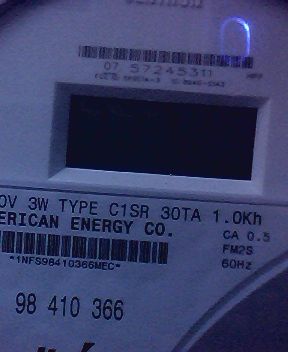 07 57245311
0V 3W TYPE C1SR 30TA 1.0Kh
ERICAN ENERGY CO.
CA 0.5
FM2S
60Hz
*1NFS98410366MEC*
98 410 366